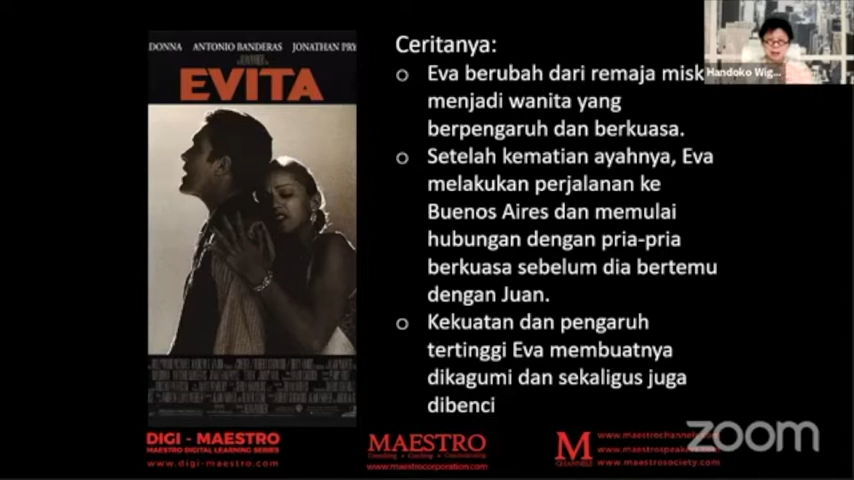 DONNA ANTONIO BANDERAS JONATHAN PRY
EVITA
Ceritanya:
Eva berubah dari remaja misk
menjadi wanita yang
berpengaruh dan berkuasa.
Setelah kematian ayahnya, Eva
melakukan perjalanan ke
Buenos Aires dan memulai
hubungan dengan pria-pria
berkuasa sebelum dia bertemu
dengan Juan.
Kekuatan dan pengaruh
tertinggi Eva membuatnya
dikagumi dan sekaligus juga
dibenci
Handoko Wig...
DIGI - MAESTRO
MAESTRO DIGITAL LEARNING SERIES
www.digi-maestro.com
MAESTRO
www.maestrocorporation.com
M
CHANNELS
www.maestrochannels
www.maestrospeake
www.maestrosociety.com
zoom